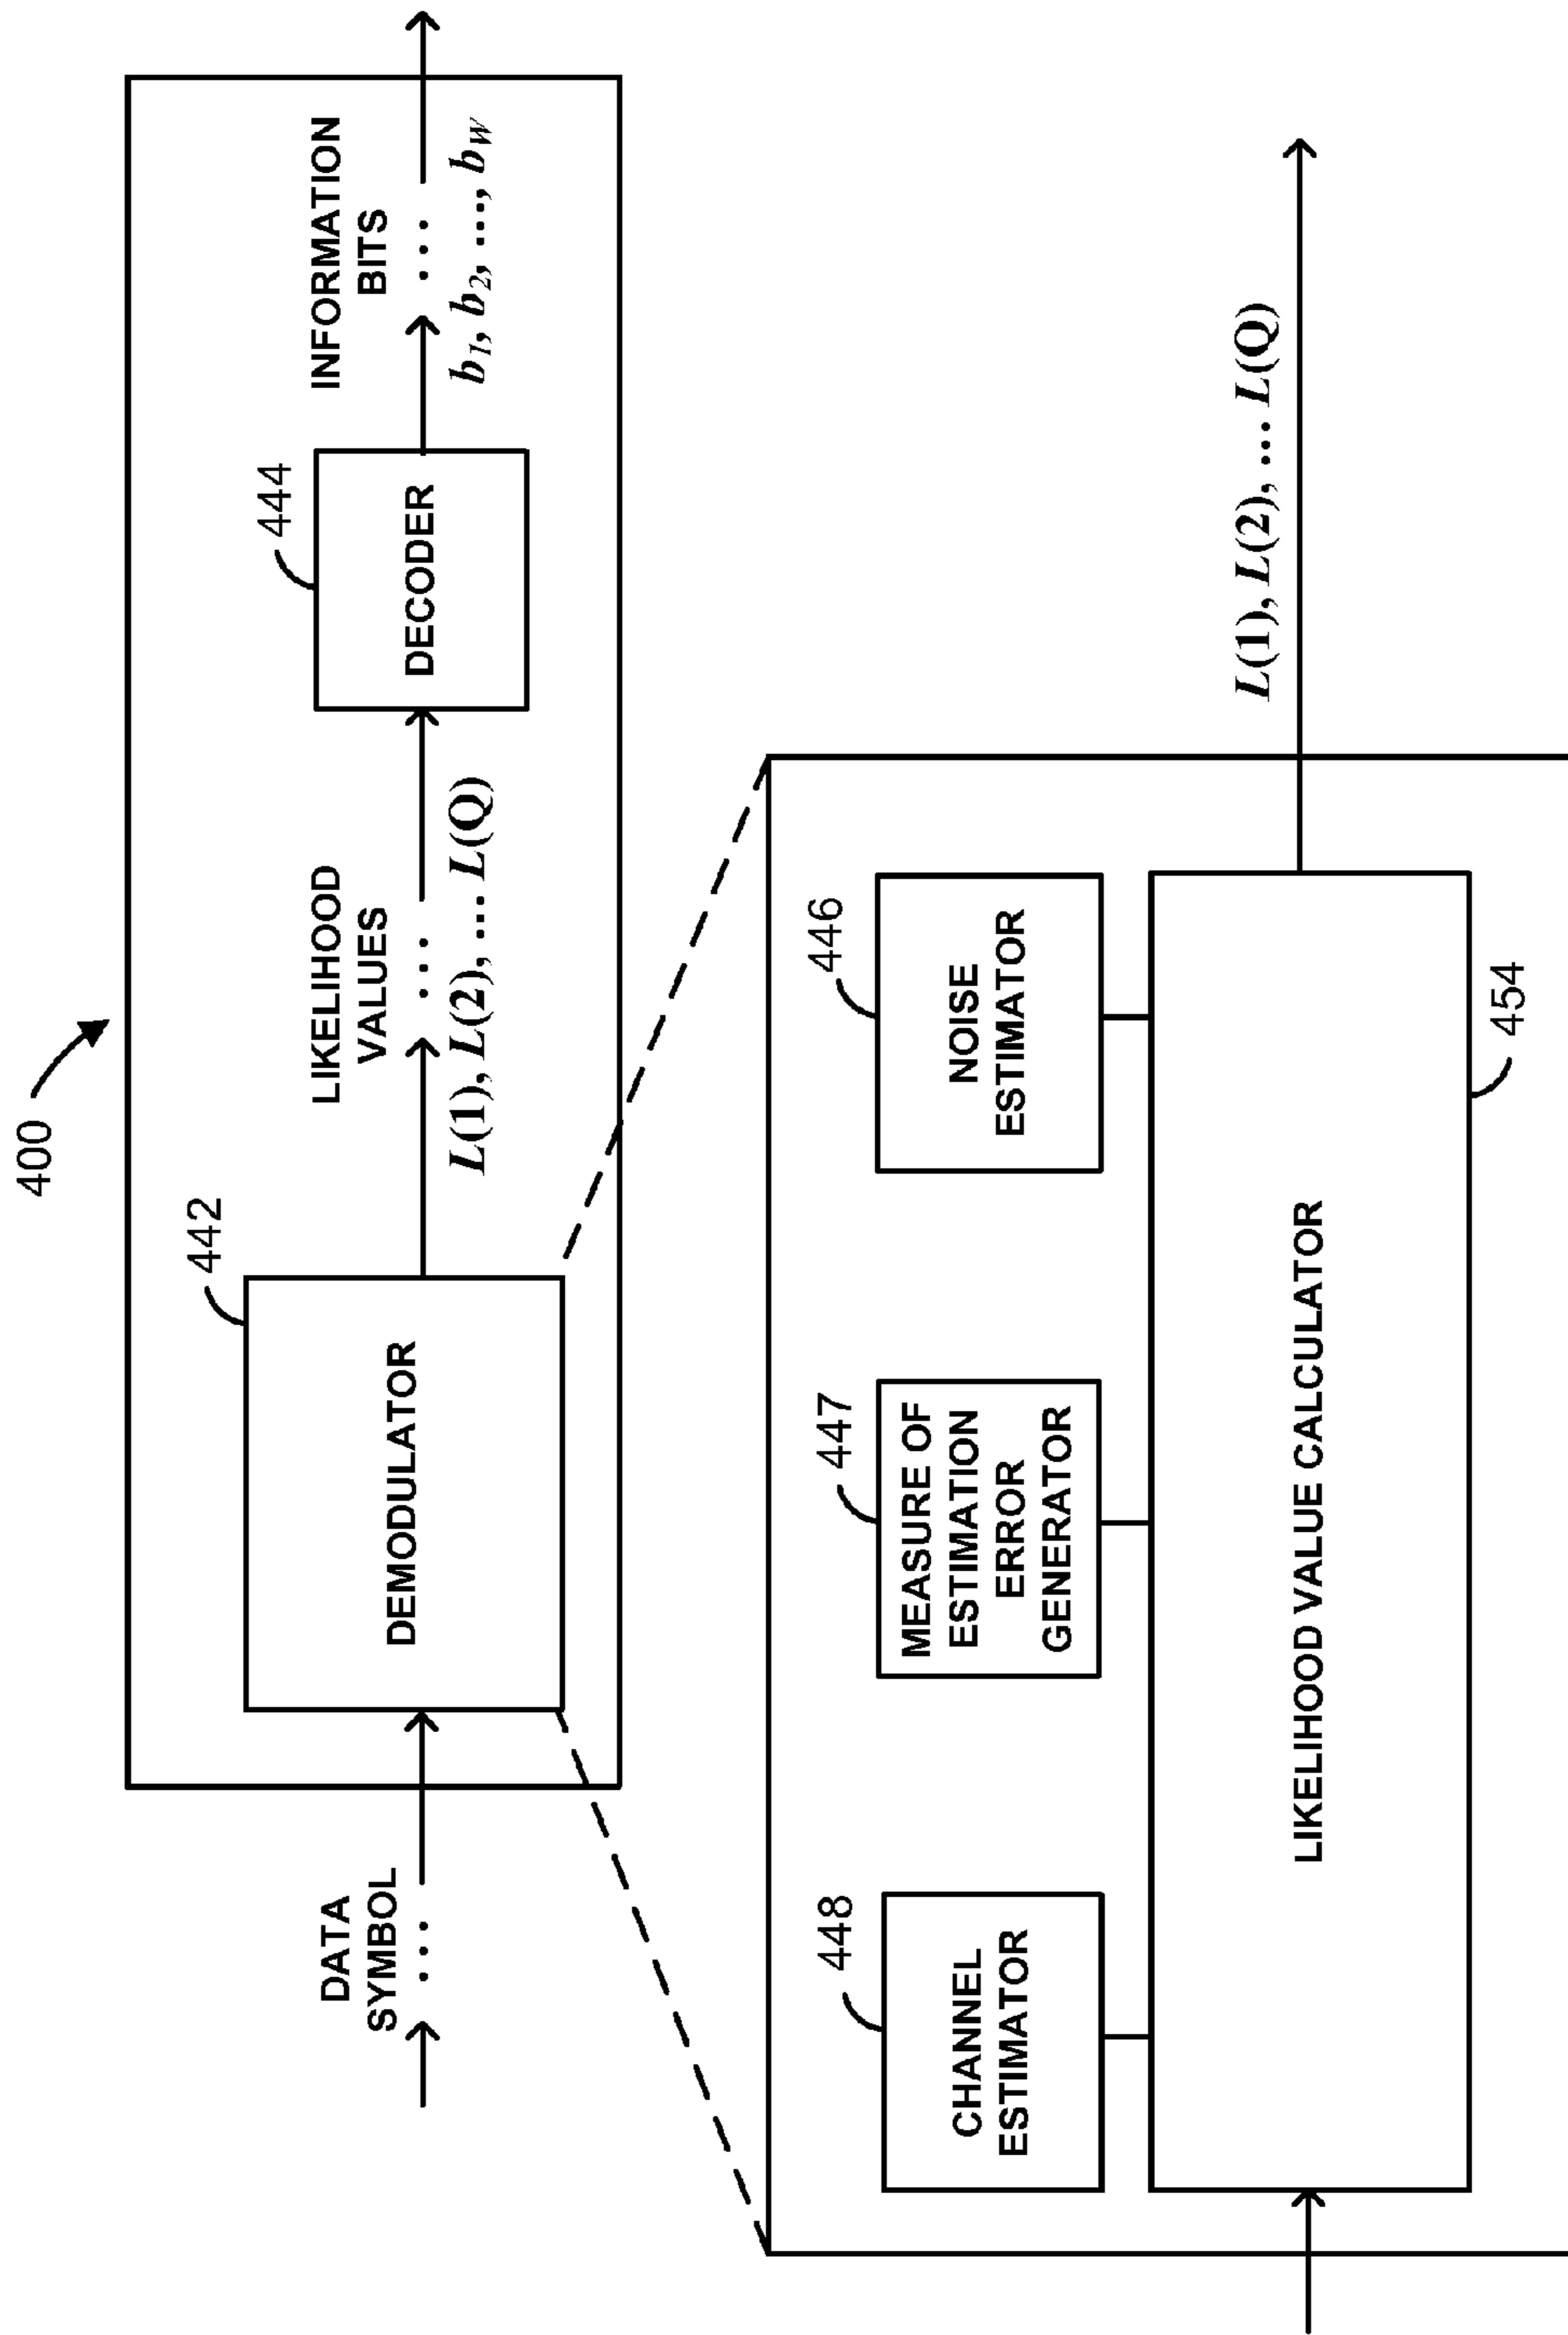 400
442
444
DATA
SYMBOL
...
DEMODULATOR
LIKELIHOOD
VALUES
...
L(1), L(2), ... L(Q)
DECODER
INFORMATION
BITS
...
b1, b2, ..., bW
448
447
446
CHANNEL
ESTIMATOR
MEASURE OF
ESTIMATION
ERROR
GENERATOR
NOISE
ESTIMATOR
LIKELIHOOD VALUE CALCULATOR
L(1), L(2), ... L(Q)
454